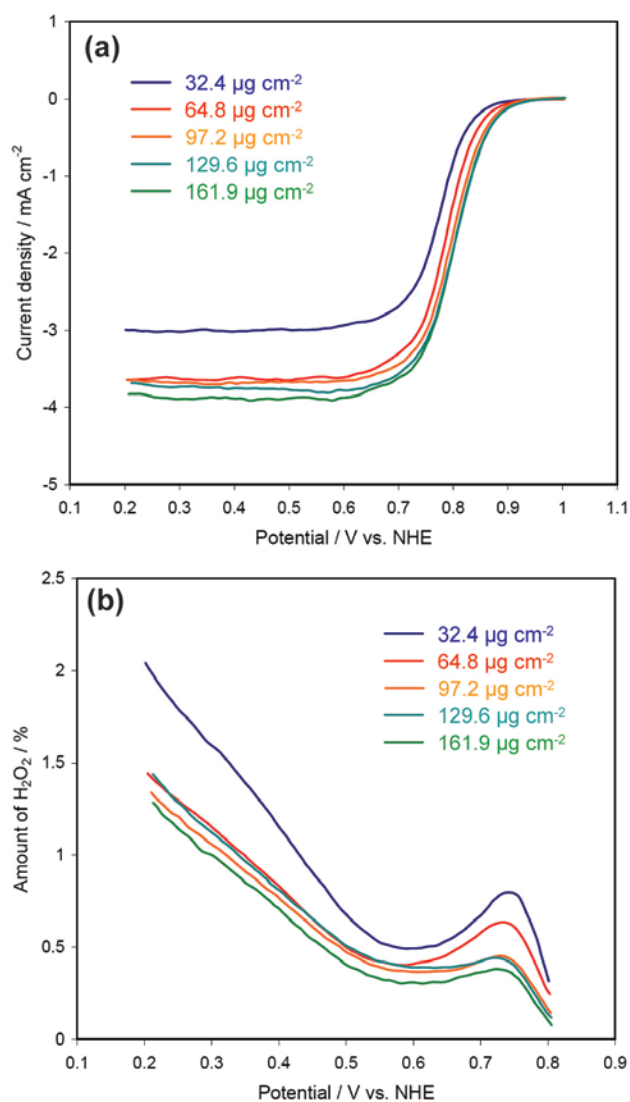 (a)
32.4 µg cm⁻²
64.8 µg cm⁻²
97.2 µg cm⁻²
129.6 µg cm⁻²
161.9 µg cm⁻²
Current density / mA cm⁻²
1
0
-1
-2
-3
-4
-5
0.1 0.2 0.3 0.4 0.5 0.6 0.7 0.8 0.9 1 1.1
Potential / V vs. NHE
(b)
32.4 µg cm⁻²
64.8 µg cm⁻²
97.2 µg cm⁻²
129.6 µg cm⁻²
161.9 µg cm⁻²
Amount of H₂O₂ / %
2.5
2
1.5
1
0.5
0
0.1 0.2 0.3 0.4 0.5 0.6 0.7 0.8 0.9
Potential / V vs. NHE